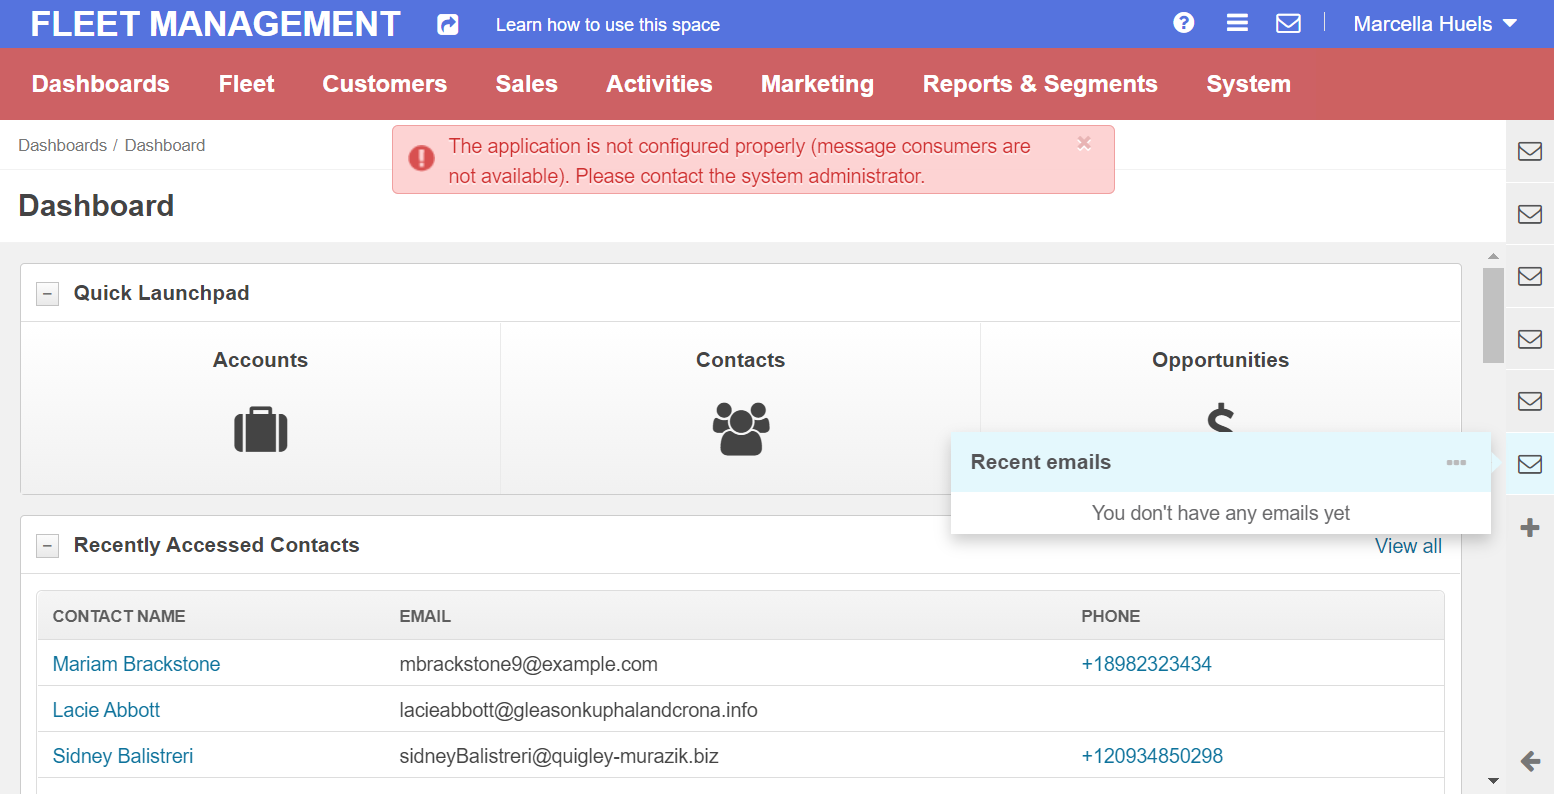 FLEET MANAGEMENT
Learn how to use this space
Marcella Huels
Dashboards Fleet Customers Sales Activities Marketing Reports & Segments System
Dashboards / Dashboard
The application is not configured properly (message consumers are
not available). Please contact the system administrator.
Dashboard
Quick Launchpad
Accounts Contacts Opportunities
Recent emails
You don't have any emails yet
Recently Accessed Contacts
View all
CONTACT NAME EMAIL PHONE
Mariam Brackstone mbrackstone9@example.com +18982323434
Lacie Abbott lacieabbott@gleasonkuphalandcrona.info
Sidney Balistreri sidneyBalistreri@quigley-murazik.biz +120934850298